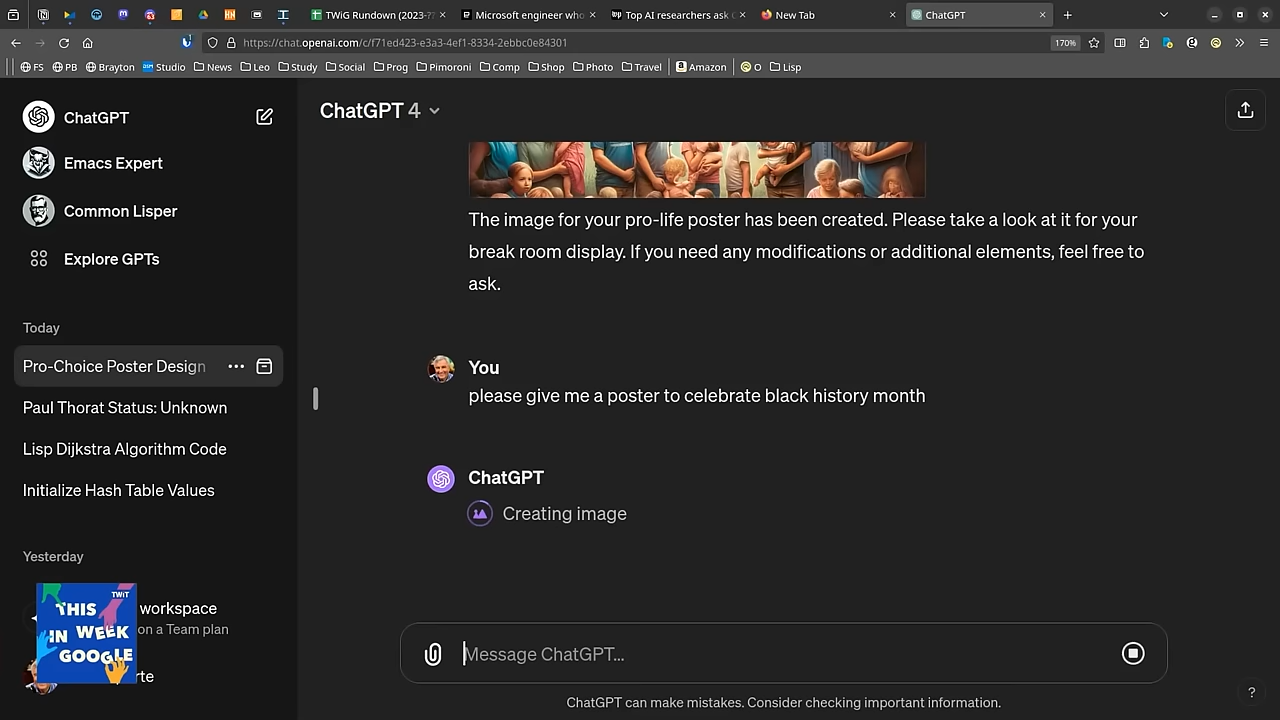 TWiG Rundown (2023-??
Microsoft engineer who
Top AI researchers ask
New Tab
ChatGPT
https://chat.openai.com/c/f71ed423-e3a3-4ef1-8334-2ebbc0e84301
170%
FS PB Brayton Studio News Leo Study Social Prog Pimoroni Comp Shop Photo Travel Amazon O Lisp
ChatGPT
Emacs Expert
Common Lisper
Explore GPTs
Today
Pro-Choice Poster Design
Paul Thorat Status: Unknown
Lisp Dijkstra Algorithm Code
Initialize Hash Table Values
Yesterday
workspace
on a Team plan
rte
TWiT
THIS
IN WEEK
GOOGLE
ChatGPT 4
The image for your pro-life poster has been created. Please take a look at it for your
break room display. If you need any modifications or additional elements, feel free to
ask.
You
please give me a poster to celebrate black history month
ChatGPT
Creating image
Message ChatGPT...
ChatGPT can make mistakes. Consider checking important information.
?